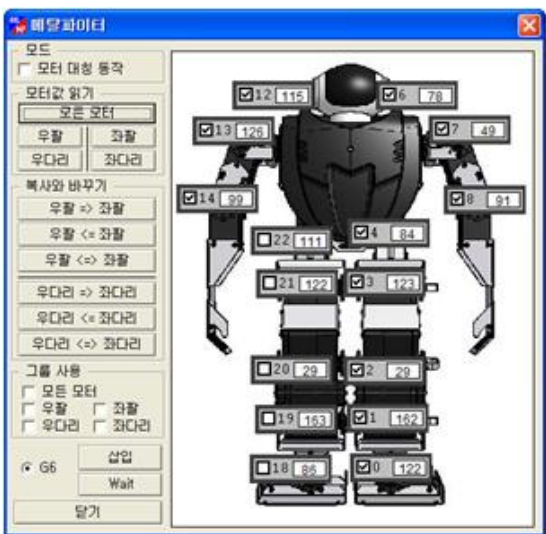 메탈파이터
모드
모터 대칭 동작
모터값 읽기
모든 모터
우팔 좌팔
우다리 좌다리
복사와 바꾸기
우팔 => 좌팔
우팔 <= 좌팔
우팔 <=> 좌팔
우다리 => 좌다리
우다리 <= 좌다리
우다리 <=> 좌다리
그룹 사용
모든 모터
우팔 좌팔
우다리 좌다리
G6
삽입
Wait
닫기
12 115 6 78
13 126 7 49
14 99 8 91
22 111 4 84
21 122 3 123
20 29 2 29
19 163 1 162
18 86 0 122